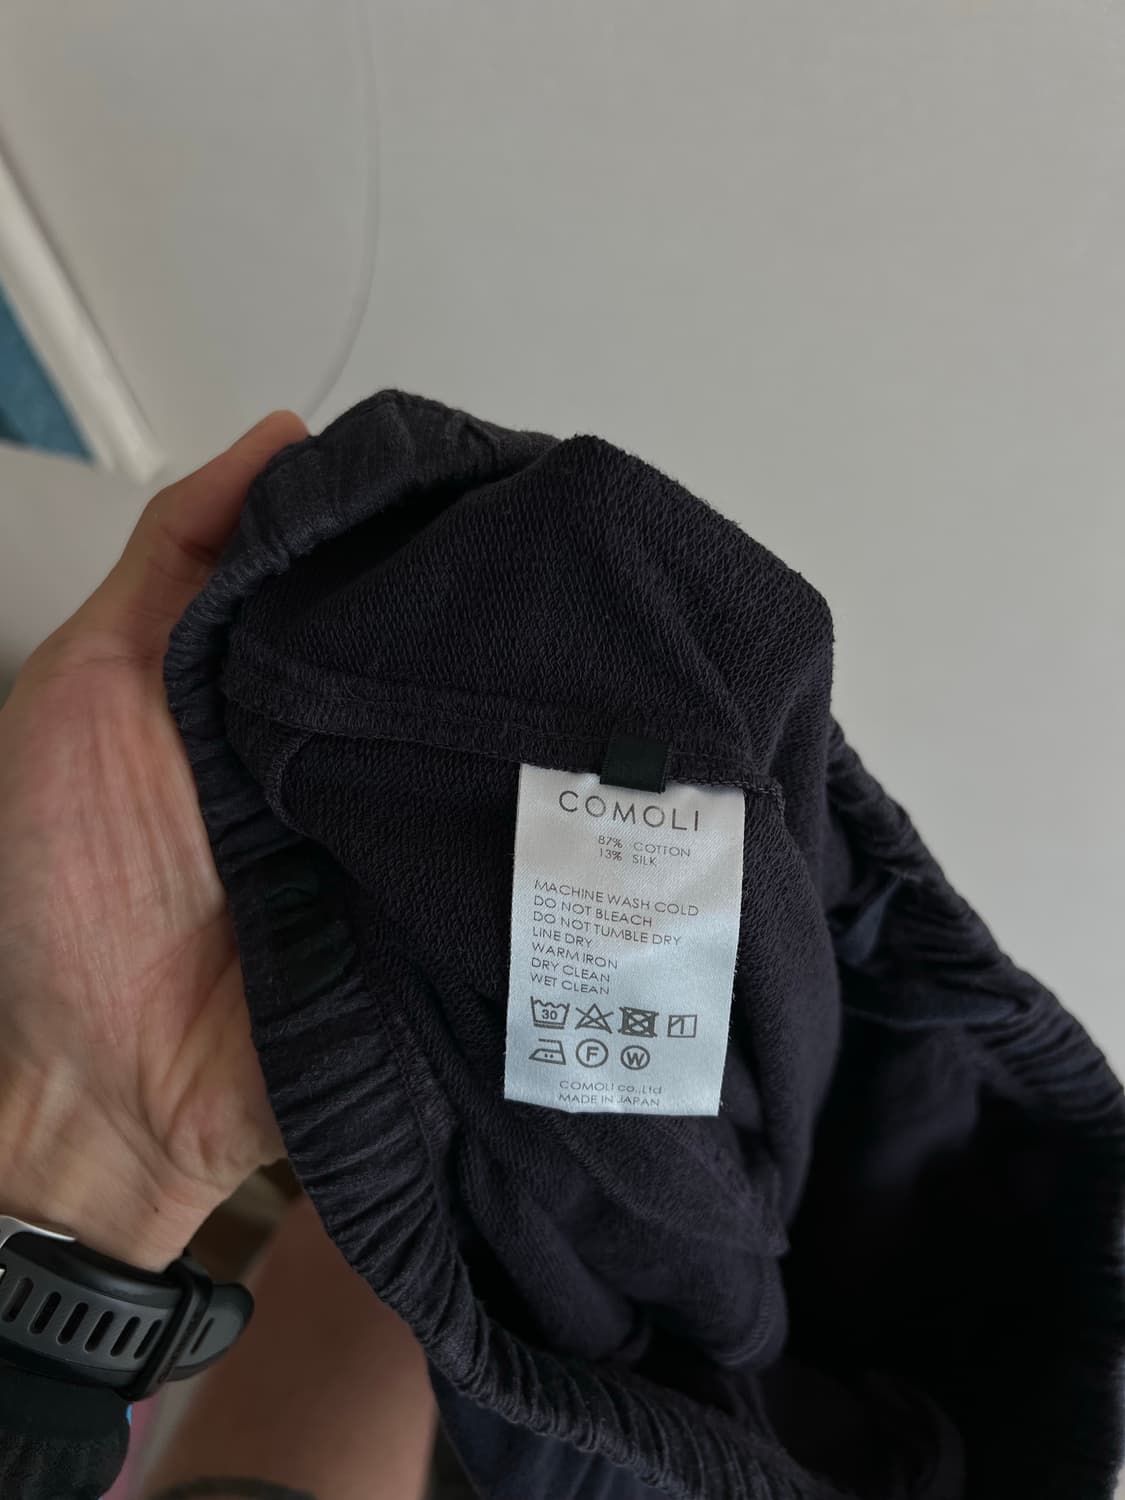 COMOLI
87% COTTON
13% SILK
MACHINE WASH COLD
DO NOT BLEACH
DO NOT TUMBLE DRY
LINE DRY
WARM IRON
DRY CLEAN
WET CLEAN
30
F W
COMOLI co.,Ltd
MADE IN JAPAN